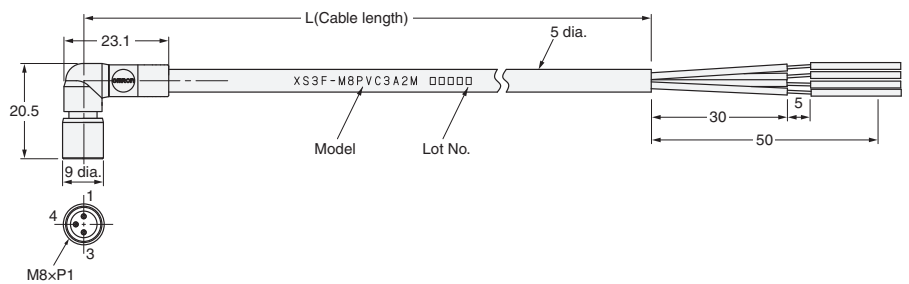 L(Cable length)
23.1
5 dia.
OMRON
XS3F-M8PVC3A2M □□□□□
20.5
30
5
50
Model
Lot No.
9 dia.
1
4
3
M8×P1